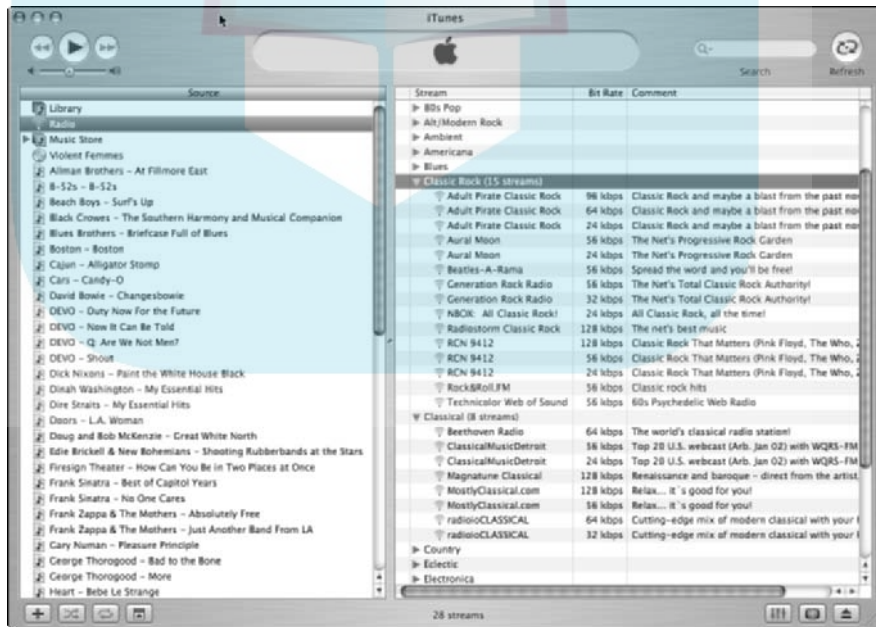 iTunes
Search
Refresh
Source
Library
Radio
Music Store
Violent Femmes
Allman Brothers – At Fillmore East
B-52s – B-52s
Beach Boys – Surf's Up
Black Crowes – The Southern Harmony and Musical Companion
Blues Brothers – Briefcase Full of Blues
Boston – Boston
Cajun – Alligator Stomp
Cars – Candy-O
David Bowie – Changesbowie
DEVO – Duty Now For the Future
DEVO – Now It Can Be Told
DEVO – Q: Are We Not Men?
DEVO – Shout
Dick Nixons – Paint the White House Black
Dinah Washington – My Essential Hits
Dire Straits – My Essential Hits
Doors – L.A. Woman
Doug and Bob McKenzie – Great White North
Edie Brickell & New Bohemians – Shooting Rubberbands at the Stars
Firesign Theater – How Can You Be in Two Places at Once
Frank Sinatra – Best of Capitol Years
Frank Sinatra – No One Cares
Frank Zappa & The Mothers – Absolutely Free
Frank Zappa & The Mothers – Just Another Band From LA
Gary Numan – Pleasure Principle
George Thorogood – Bad to the Bone
George Thorogood – More
Heart – Bebe Le Strange
Stream Bit Rate Comment
80s Pop
Alt/Modern Rock
Ambient
Americana
Blues
Classic Rock (15 streams)
Adult Pirate Classic Rock 96 kbps Classic Rock and maybe a blast from the past no
Adult Pirate Classic Rock 64 kbps Classic Rock and maybe a blast from the past no
Adult Pirate Classic Rock 24 kbps Classic Rock and maybe a blast from the past no
Aural Moon 56 kbps The Net's Progressive Rock Garden
Aural Moon 24 kbps The Net's Progressive Rock Garden
Beatles-A-Rama 56 kbps Spread the word and you'll be free!
Generation Rock Radio 56 kbps The Net's Total Classic Rock Authority!
Generation Rock Radio 32 kbps The Net's Total Classic Rock Authority!
NBOX: All Classic Rock! 24 kbps All Classic Rock, all the time!
Radiostorm Classic Rock 128 kbps The net's best music
RCN 9412 128 kbps Classic Rock That Matters (Pink Floyd, The Who, Z
RCN 9412 56 kbps Classic Rock That Matters (Pink Floyd, The Who, Z
RCN 9412 24 kbps Classic Rock That Matters (Pink Floyd, The Who, Z
Rock&Roll.FM 56 kbps Classic rock hits
Technicolor Web of Sound 56 kbps 60s Psychedelic Web Radio
Classical (8 streams)
Beethoven Radio 64 kbps The world's classical radio station!
ClassicalMusicDetroit 56 kbps Top 20 U.S. webcast (Arb. Jan 02) with WQRS-FM
ClassicalMusicDetroit 24 kbps Top 20 U.S. webcast (Arb. Jan 02) with WQRS-FM
Magnatune Classical 128 kbps Renaissance and baroque – direct from the artist.
MostlyClassical.com 128 kbps Relax... it`s good for you!
MostlyClassical.com 56 kbps Relax... it`s good for you!
radioioCLASSICAL 64 kbps Cutting-edge mix of modern classical with your
radioioCLASSICAL 32 kbps Cutting-edge mix of modern classical with your
Country
Eclectic
Electronica
28 streams